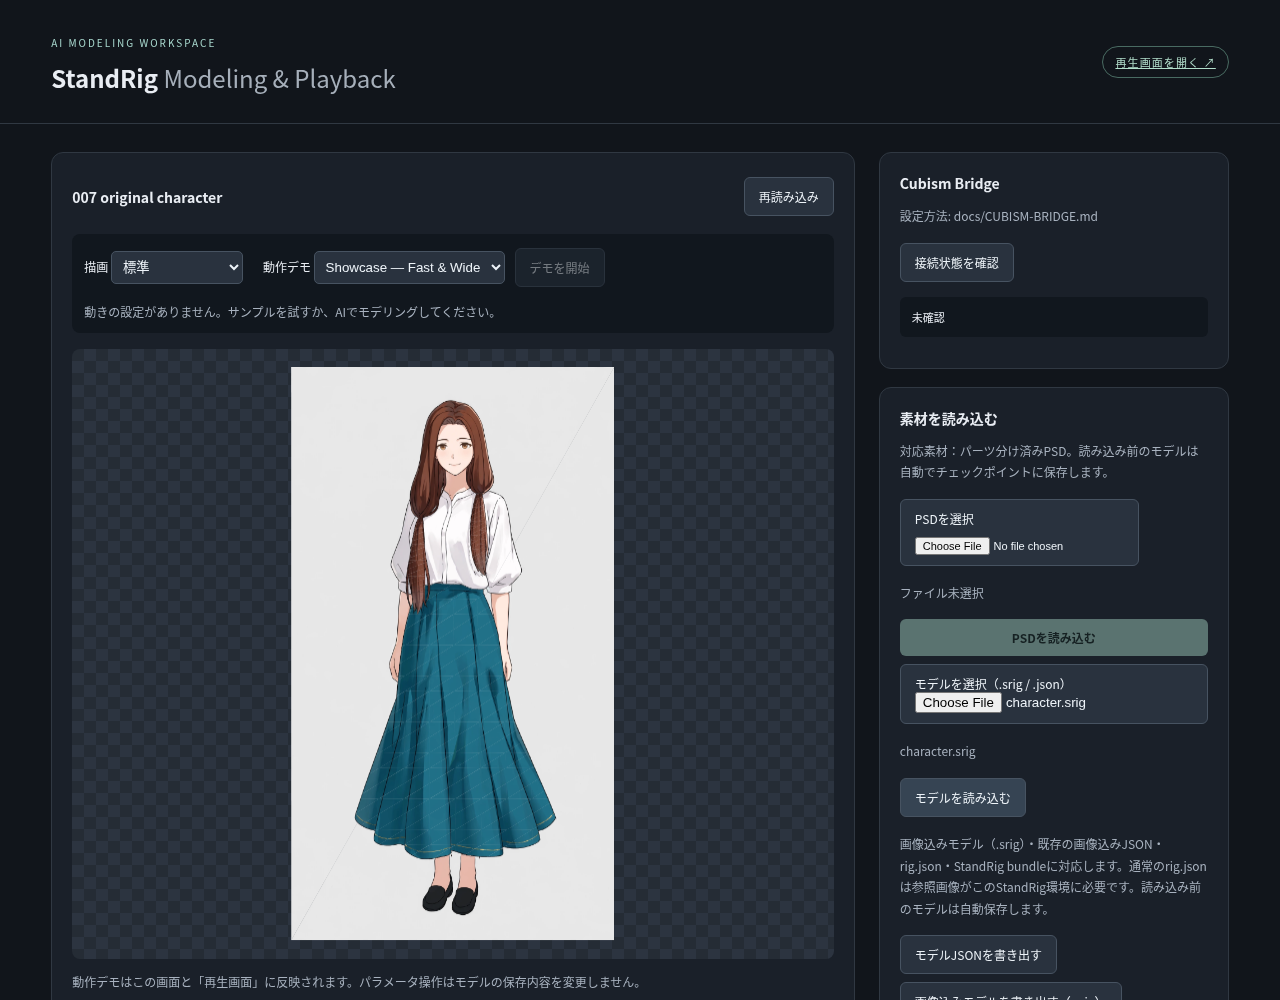 AI MODELING WORKSPACE
StandRig Modeling & Playback
再生画面を開く ↗
007 original character
再読み込み
描画 標準 動作デモ Showcase — Fast & Wide デモを開始
動きの設定がありません。サンプルを試すか、AIでモデリングしてください。
動作デモはこの画面と「再生画面」に反映されます。パラメータ操作はモデルの保存内容を変更しません。
Cubism Bridge
設定方法: docs/CUBISM-BRIDGE.md
接続状態を確認
未確認
素材を読み込む
対応素材：パーツ分け済みPSD。読み込み前のモデルは
自動でチェックポイントに保存します。
PSDを選択
Choose File No file chosen
ファイル未選択
PSDを読み込む
モデルを選択（.srig / .json）
Choose File character.srig
character.srig
モデルを読み込む
画像込みモデル（.srig）・既存の画像込みJSON・
rig.json・StandRig bundleに対応します。通常のrig.json
は参照画像がこのStandRig環境に必要です。読み込み前
のモデルは自動保存します。
モデルJSONを書き出す